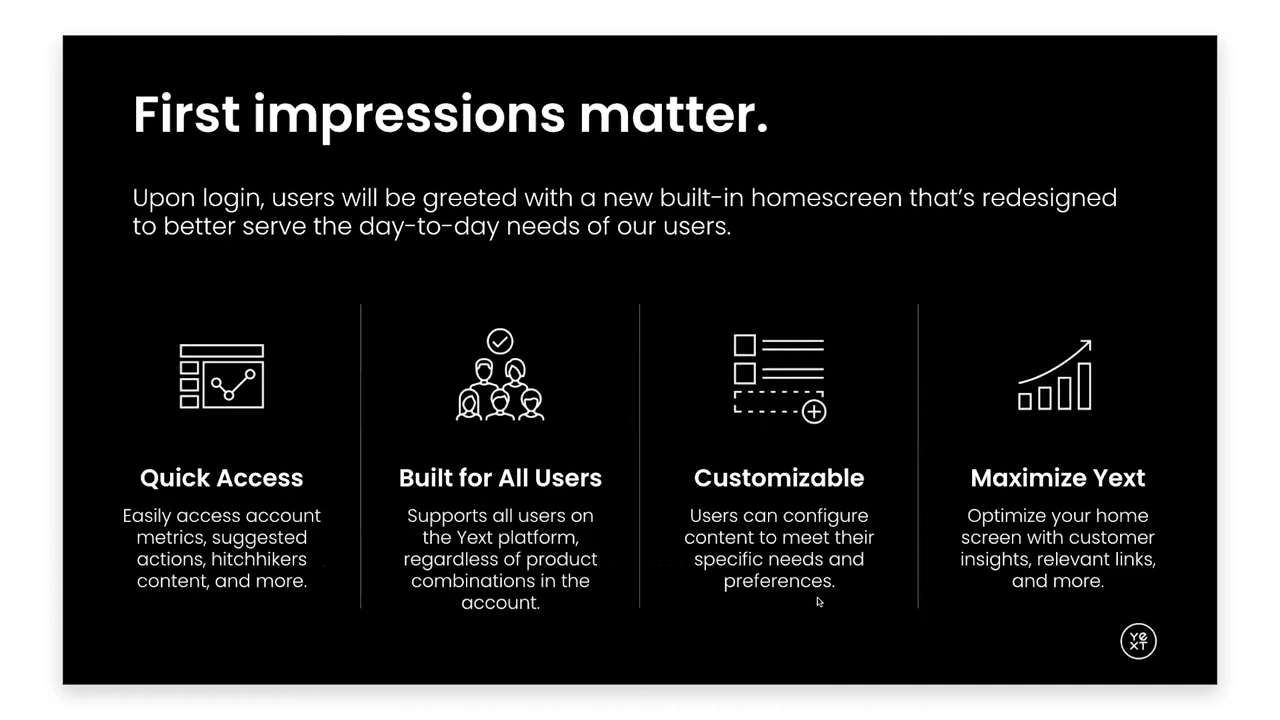 First impressions matter.
Upon login, users will be greeted with a new built-in homescreen that's redesigned
to better serve the day-to-day needs of our users.
Quick Access
Easily access account
metrics, suggested
actions, hitchhikers
content, and more.
Built for All Users
Supports all users on
the Yext platform,
regardless of product
combinations in the
account.
Customizable
Users can configure
content to meet their
specific needs and
preferences.
Maximize Yext
Optimize your home
screen with customer
insights, relevant links,
and more.
yext